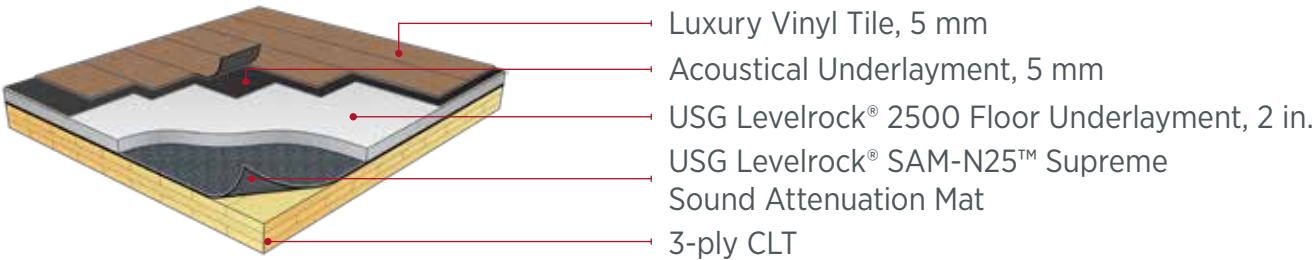 Luxury Vinyl Tile, 5 mm
Acoustical Underlayment, 5 mm
USG Levelrock® 2500 Floor Underlayment, 2 in.
USG Levelrock® SAM-N25™ Supreme
Sound Attenuation Mat
3-ply CLT